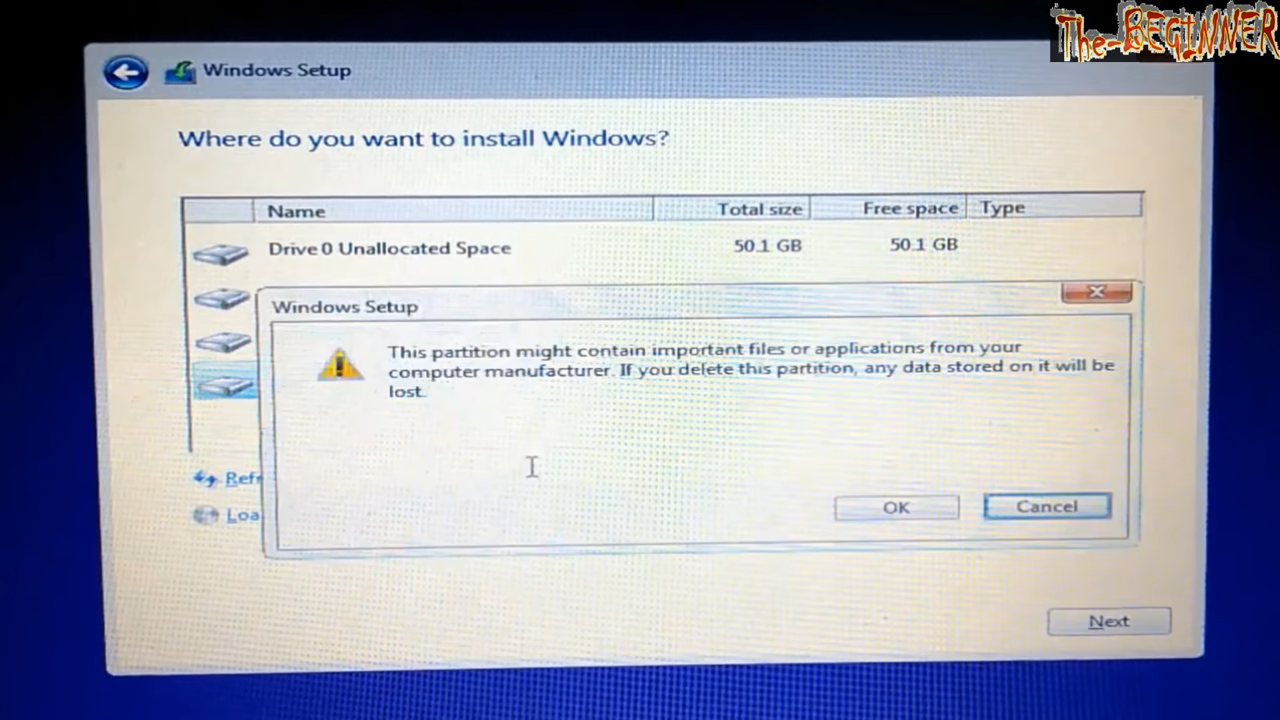 The-BEGINNER
Windows Setup
Where do you want to install Windows?
Name Total size Free space Type
Drive 0 Unallocated Space 50.1 GB 50.1 GB
Windows Setup
This partition might contain important files or applications from your
computer manufacturer. If you delete this partition, any data stored on it will be
lost.
OK Cancel
Refr
Loa
Next